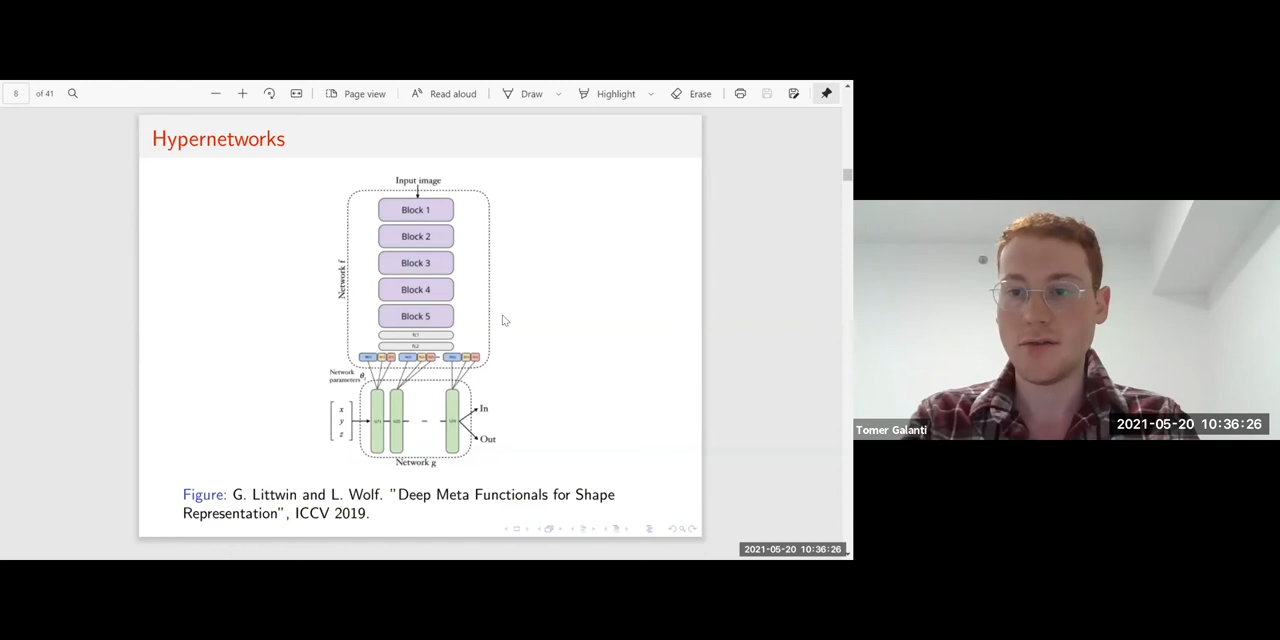 8 of 41 Page view Read aloud Draw Highlight Erase
Hypernetworks
Input image
Network f
Block 1
Block 2
Block 3
Block 4
Block 5
Network
parameters θ
x
y
z
In
Out
Network g
Figure: G. Littwin and L. Wolf. "Deep Meta Functionals for Shape
Representation", ICCV 2019.
2021-05-20 10:36:26
Tomer Galanti
2021-05-20 10:36:26